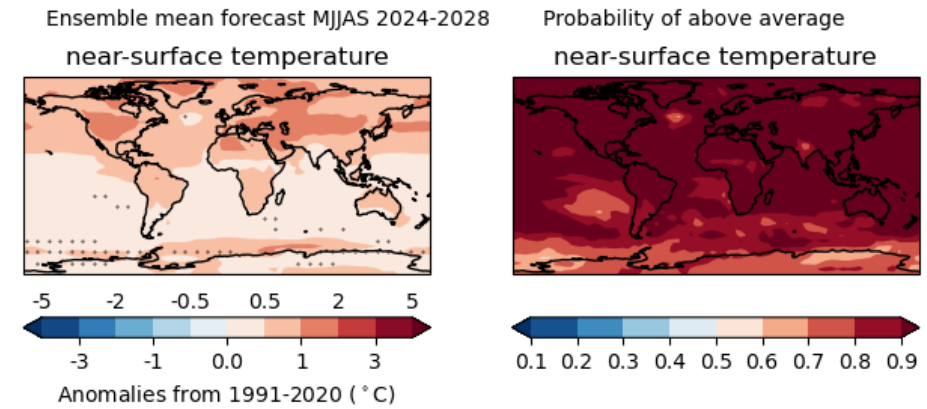 Ensemble mean forecast MJJAS 2024-2028
near-surface temperature
-5 -2 -0.5 0.5 2 5
-3 -1 0.0 1 3
Anomalies from 1991-2020 (°C)
Probability of above average
near-surface temperature
0.1 0.2 0.3 0.4 0.5 0.6 0.7 0.8 0.9